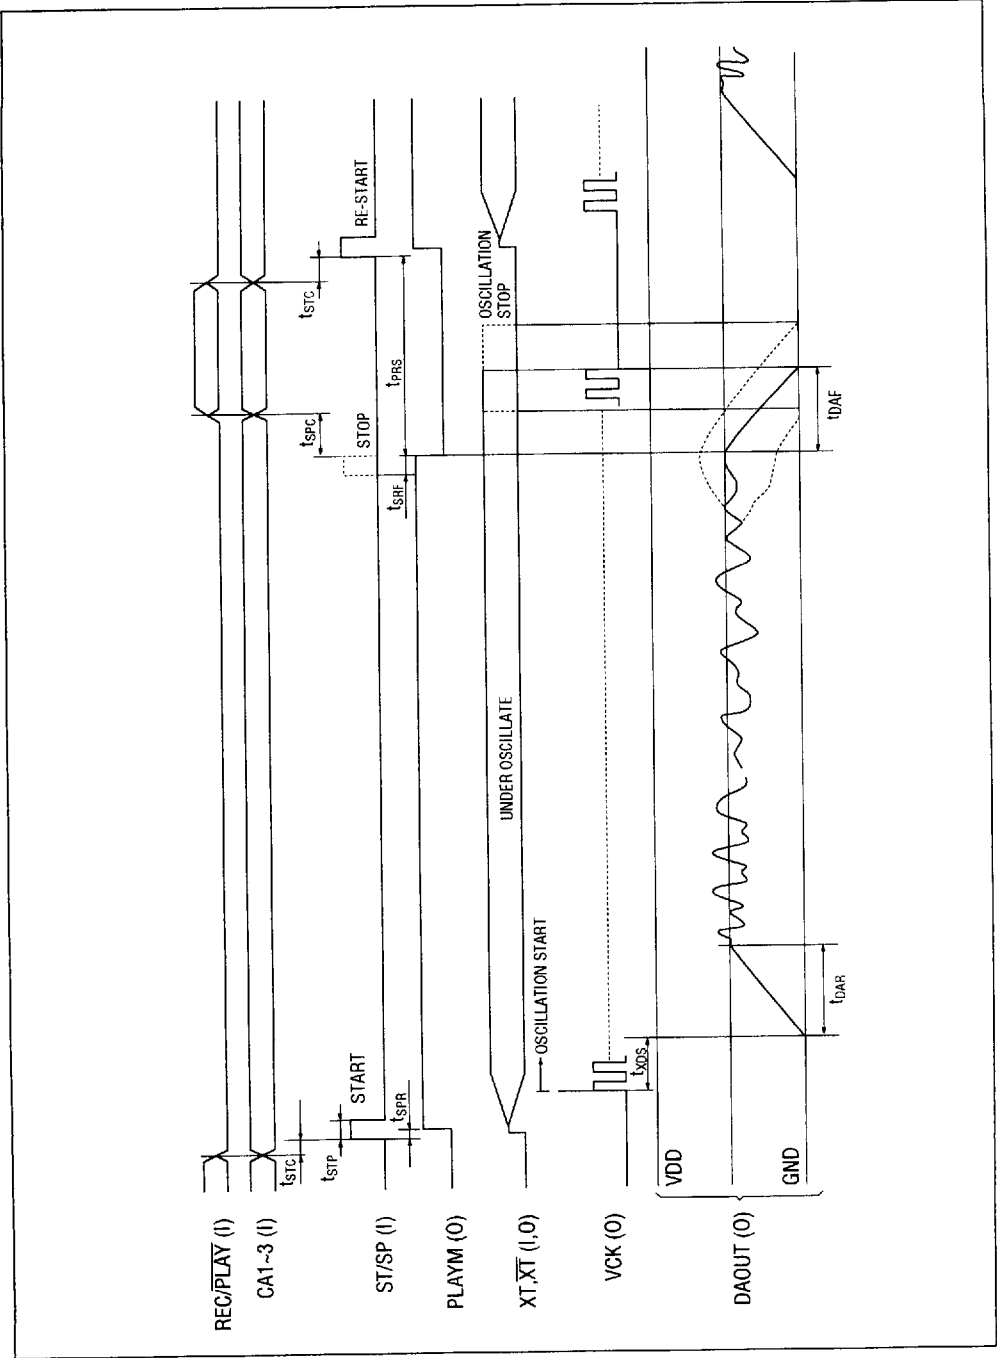 REC/PLAY (I)
CA1~3 (I)
ST/SP (I)
PLAYM (O)
XT,XT (I,O)
VCK (O)
DAOUT (O)
tSTC
tSTP
START
tSPR
tSRF
STOP
tSPC
tPRS
tSTC
RE-START
OSCILLATION START
UNDER OSCILLATE
OSCILLATION
STOP
tXDS
VDD
GND
tDAR
tDAF